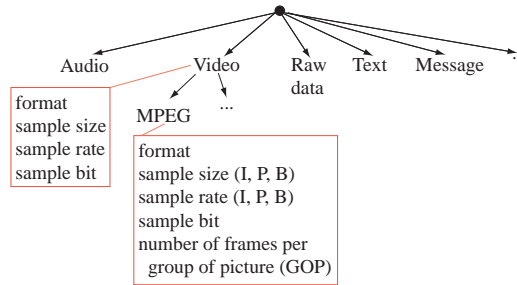 Audio Video Raw data Text Message .
format
sample size
sample rate
sample bit
MPEG ...
format
sample size (I, P, B)
sample rate (I, P, B)
sample bit
number of frames per
group of picture (GOP)